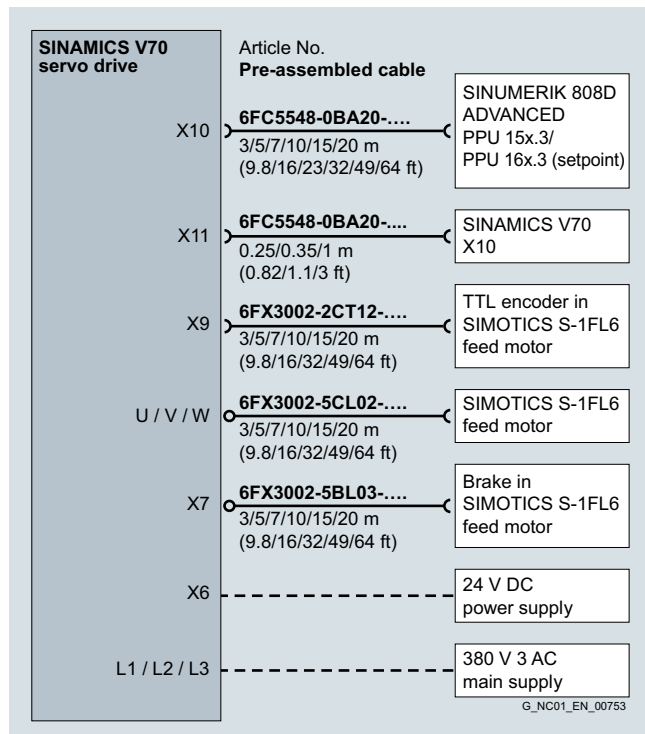 SINAMICS V70
servo drive
Article No.
Pre-assembled cable
X10
6FC5548-0BA20-....
3/5/7/10/15/20 m
(9.8/16/23/32/49/64 ft)
SINUMERIK 808D
ADVANCED
PPU 15x.3/
PPU 16x.3 (setpoint)
X11
6FC5548-0BA20-....
0.25/0.35/1 m
(0.82/1.1/3 ft)
SINAMICS V70
X10
X9
6FX3002-2CT12-....
3/5/7/10/15/20 m
(9.8/16/32/49/64 ft)
TTL encoder in
SIMOTICS S-1FL6
feed motor
U / V / W
6FX3002-5CL02-....
3/5/7/10/15/20 m
(9.8/16/32/49/64 ft)
SIMOTICS S-1FL6
feed motor
X7
6FX3002-5BL03-....
3/5/7/10/15/20 m
(9.8/16/32/49/64 ft)
Brake in
SIMOTICS S-1FL6
feed motor
X6
24 V DC
power supply
L1 / L2 / L3
380 V 3 AC
main supply
G_NC01_EN_00753